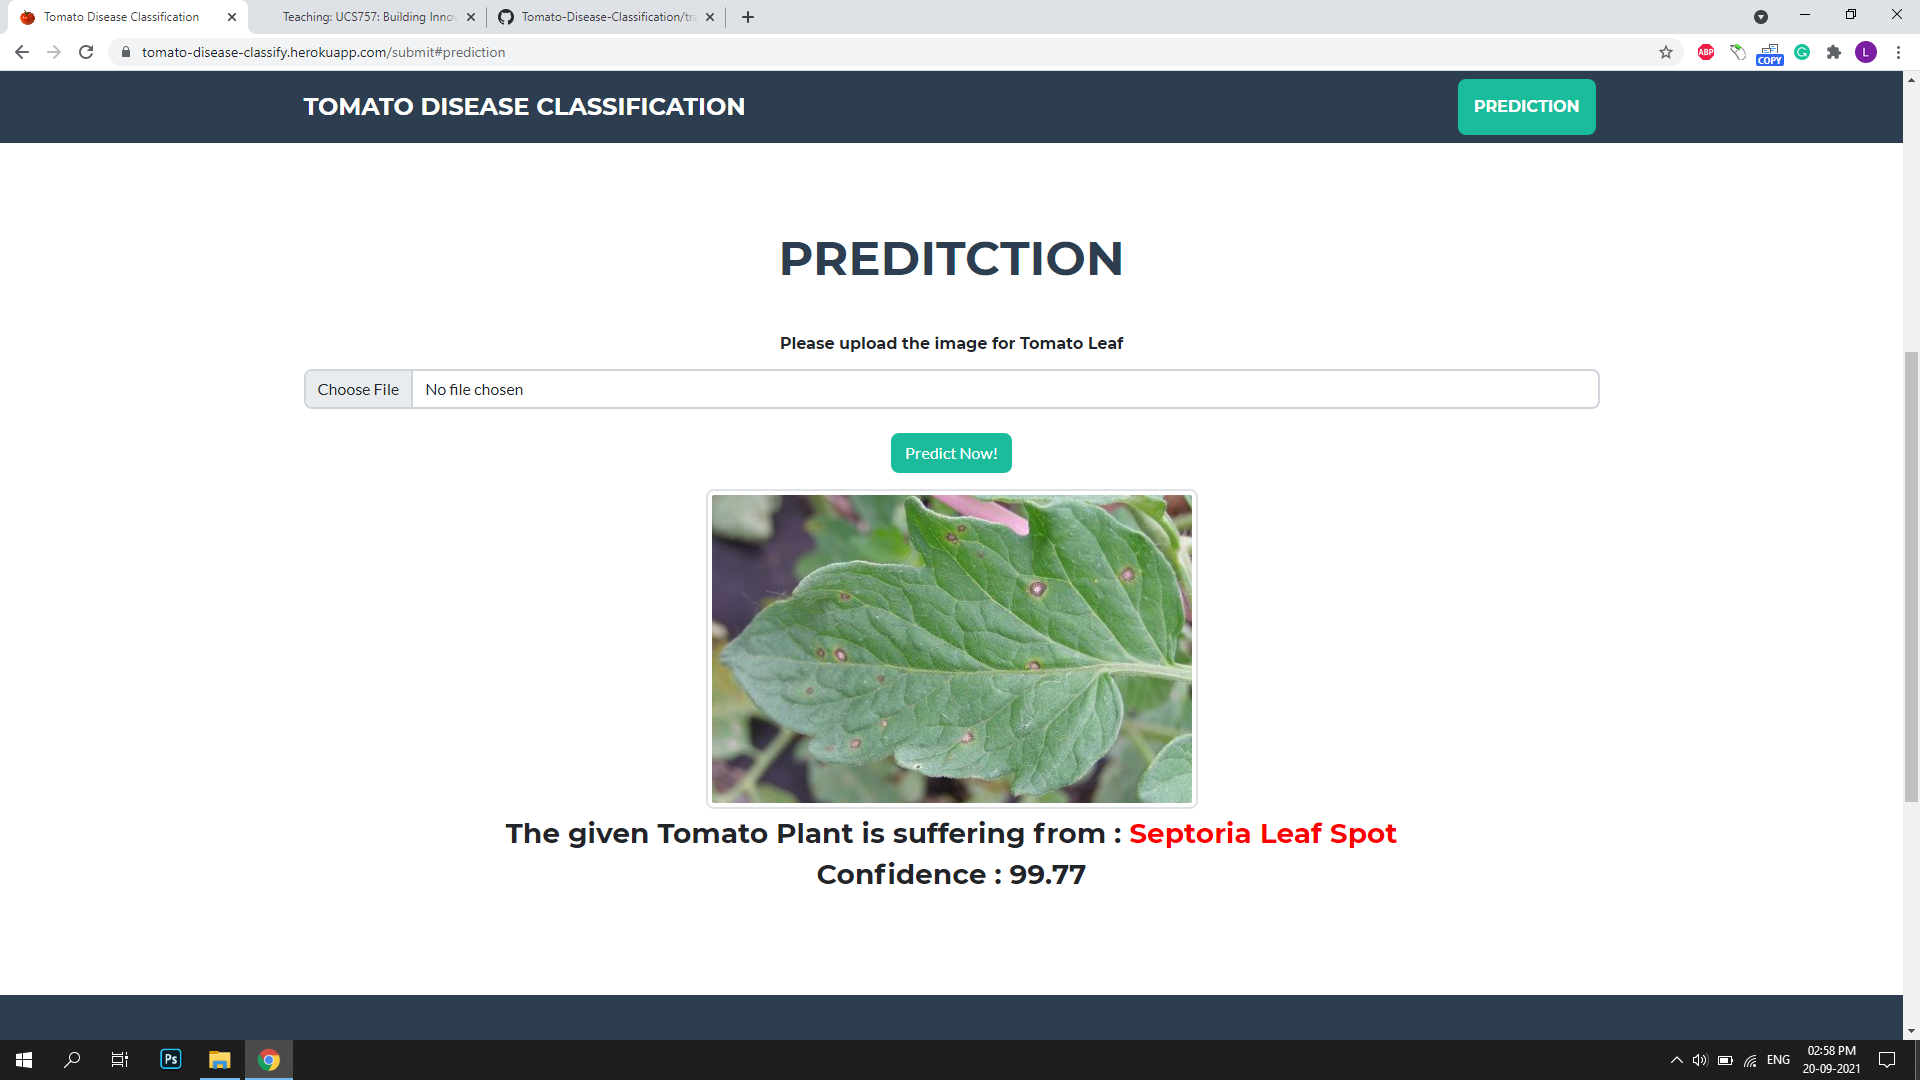 Tomato Disease Classification
Teaching: UCS757: Building Inno
Tomato-Disease-Classification/tra
tomato-disease-classify.herokuapp.com/submit#prediction
ABP
COPY
L
TOMATO DISEASE CLASSIFICATION
PREDICTION
PREDITCTION
Please upload the image for Tomato Leaf
Choose File
No file chosen
Predict Now!
The given Tomato Plant is suffering from : Septoria Leaf Spot
Confidence : 99.77
Ps
ENG
02:58 PM
20-09-2021